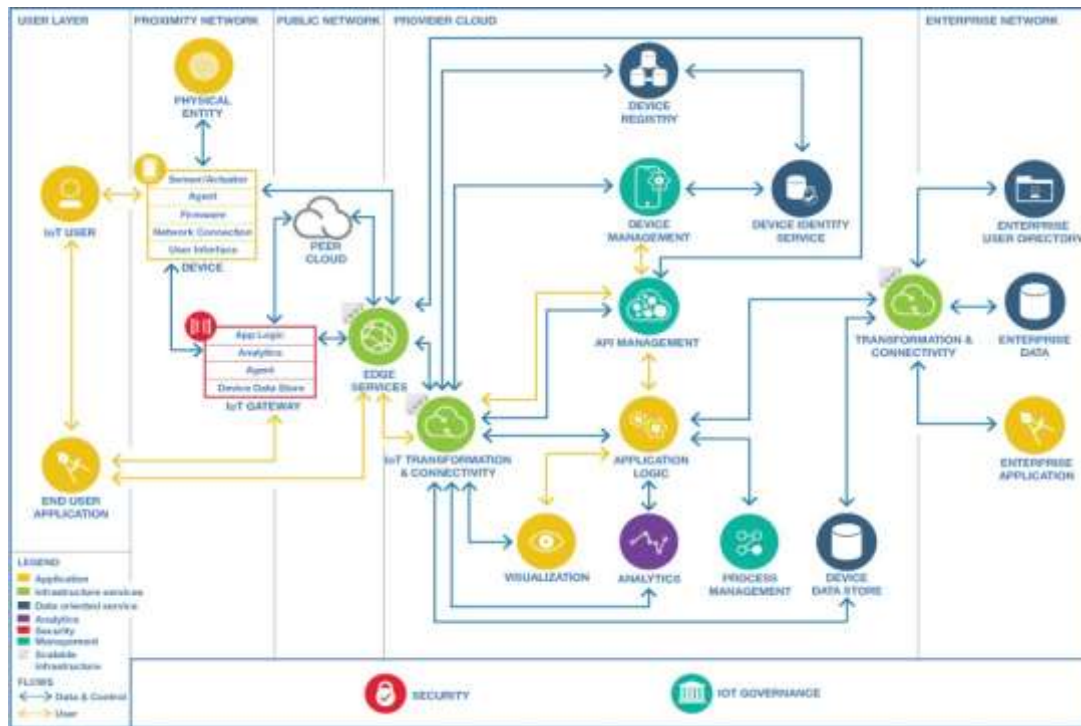 USER LAYER
PROXIMITY NETWORK
PUBLIC NETWORK
PROVIDER CLOUD
ENTERPRISE NETWORK
PHYSICAL
ENTITY
DEVICE
REGISTRY
Sensor/Actuator
Agent
Firmware
Network Connection
User Interface
DEVICE
IoT USER
PEER
CLOUD
DEVICE
MANAGEMENT
DEVICE IDENTITY
SERVICE
ENTERPRISE
USER DIRECTORY
App Logic
Analytics
Agent
Device Data Store
IoT GATEWAY
EDGE
SERVICES
API MANAGEMENT
TRANSFORMATION &
CONNECTIVITY
ENTERPRISE
DATA
END USER
APPLICATION
IoT TRANSFORMATION
& CONNECTIVITY
APPLICATION
LOGIC
ENTERPRISE
APPLICATION
VISUALIZATION
ANALYTICS
PROCESS
MANAGEMENT
DEVICE
DATA STORE
LEGEND
Application
Infrastructure services
Data oriented service
Analytics
Security
Management
Scalable
Infrastructure
FLOWS
Data & Control
User
SECURITY
IOT GOVERNANCE